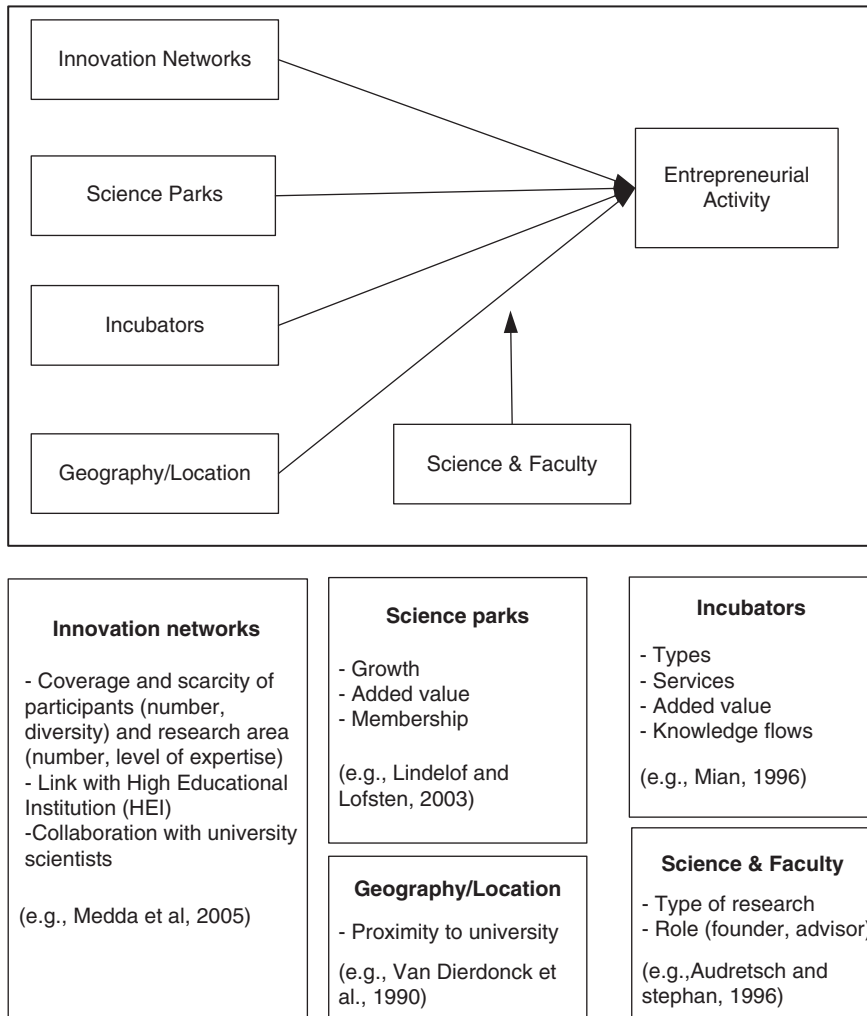 Innovation Networks
Science Parks
Incubators
Geography/Location
Science & Faculty
Entrepreneurial
Activity
Innovation networks
- Coverage and scarcity of
participants (number,
diversity) and research area
(number, level of expertise)
- Link with High Educational
Institution (HEI)
-Collaboration with university
scientists
(e.g., Medda et al, 2005)
Science parks
- Growth
- Added value
- Membership
(e.g., Lindelof and
Lofsten, 2003)
Geography/Location
- Proximity to university
(e.g., Van Dierdonck et
al., 1990)
Incubators
- Types
- Services
- Added value
- Knowledge flows
(e.g., Mian, 1996)
Science & Faculty
- Type of research
- Role (founder, advisor)
(e.g.,Audretsch and
stephan, 1996)